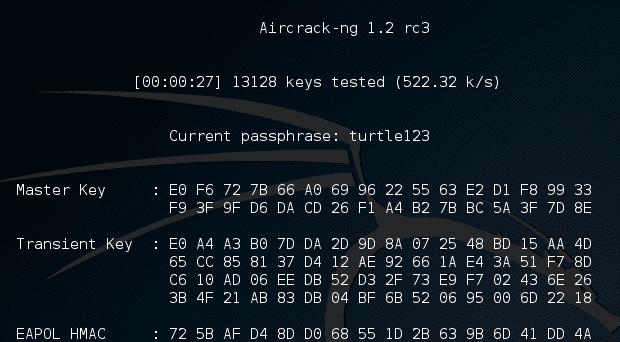 Aircrack-ng 1.2 rc3
[00:00:27] 13128 keys tested (522.32 k/s)
Current passphrase: turtle123
Master Key : E0 F6 72 7B 66 A0 69 96 22 55 63 E2 D1 F8 99 33
F9 3F 9F D6 DA CD 26 F1 A4 B2 7B BC 5A 3F 7D 8E
Transient Key : E0 A4 A3 B0 7D DA 2D 9D 8A 07 25 48 BD 15 AA 4D
65 CC 85 81 37 D4 12 AE 92 66 1A E4 3A 51 F7 8D
C6 10 AD 06 EE DB 52 D3 2F 73 E9 F7 02 43 6E 26
3B 4F 21 AB 83 DB 04 BF 6B 52 06 95 00 6D 22 18
EAPOL HMAC : 72 5B AF D4 8D D0 68 55 1D 2B 63 9B 6D 41 DD 4A